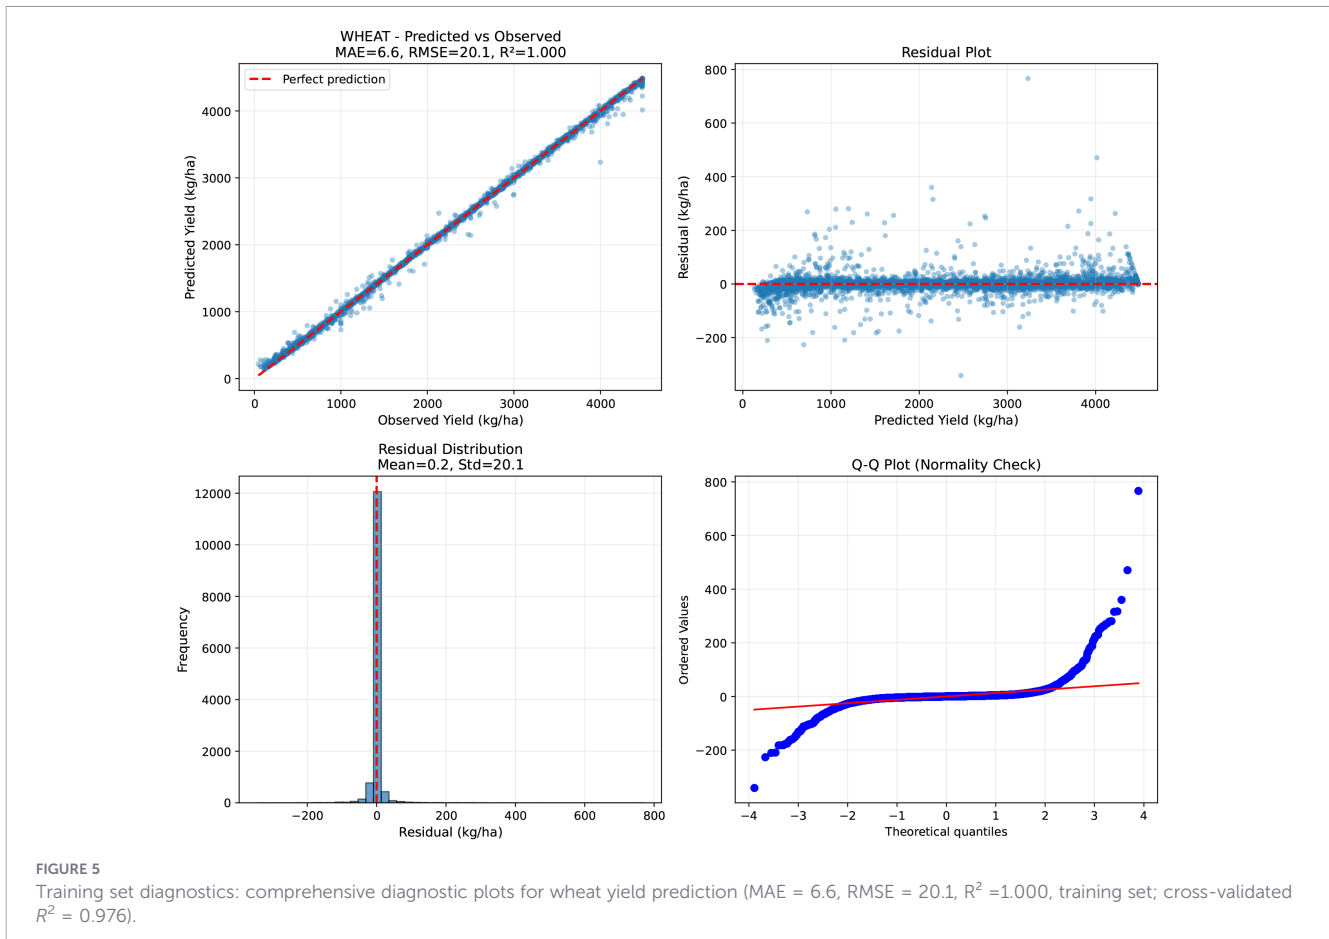 WHEAT - Predicted vs Observed
MAE=6.6, RMSE=20.1, R²=1.000
Perfect prediction
4000
3000
2000
1000
0
Predicted Yield (kg/ha)
0 1000 2000 3000 4000
Observed Yield (kg/ha)
Residual Plot
800
600
400
200
0
−200
Residual (kg/ha)
0 1000 2000 3000 4000
Predicted Yield (kg/ha)
Residual Distribution
Mean=0.2, Std=20.1
12000
10000
8000
6000
4000
2000
0
Frequency
−200 0 200 400 600 800
Residual (kg/ha)
Q-Q Plot (Normality Check)
800
600
400
200
0
−200
Ordered Values
−4 −3 −2 −1 0 1 2 3 4
Theoretical quantiles
FIGURE 5
Training set diagnostics: comprehensive diagnostic plots for wheat yield prediction (MAE = 6.6, RMSE = 20.1, R² =1.000, training set; cross-validated
R² = 0.976).